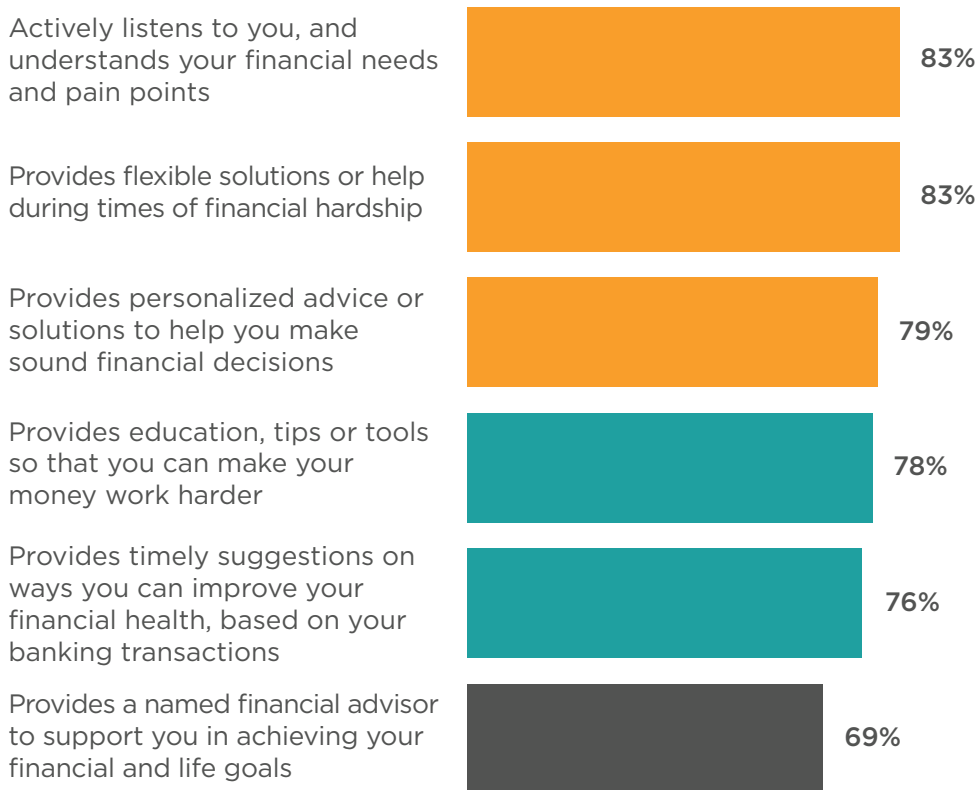 Actively listens to you, and
understands your financial needs
and pain points
83%
Provides flexible solutions or help
during times of financial hardship
83%
Provides personalized advice or
solutions to help you make
sound financial decisions
79%
Provides education, tips or tools
so that you can make your
money work harder
78%
Provides timely suggestions on
ways you can improve your
financial health, based on your
banking transactions
76%
Provides a named financial advisor
to support you in achieving your
financial and life goals
69%